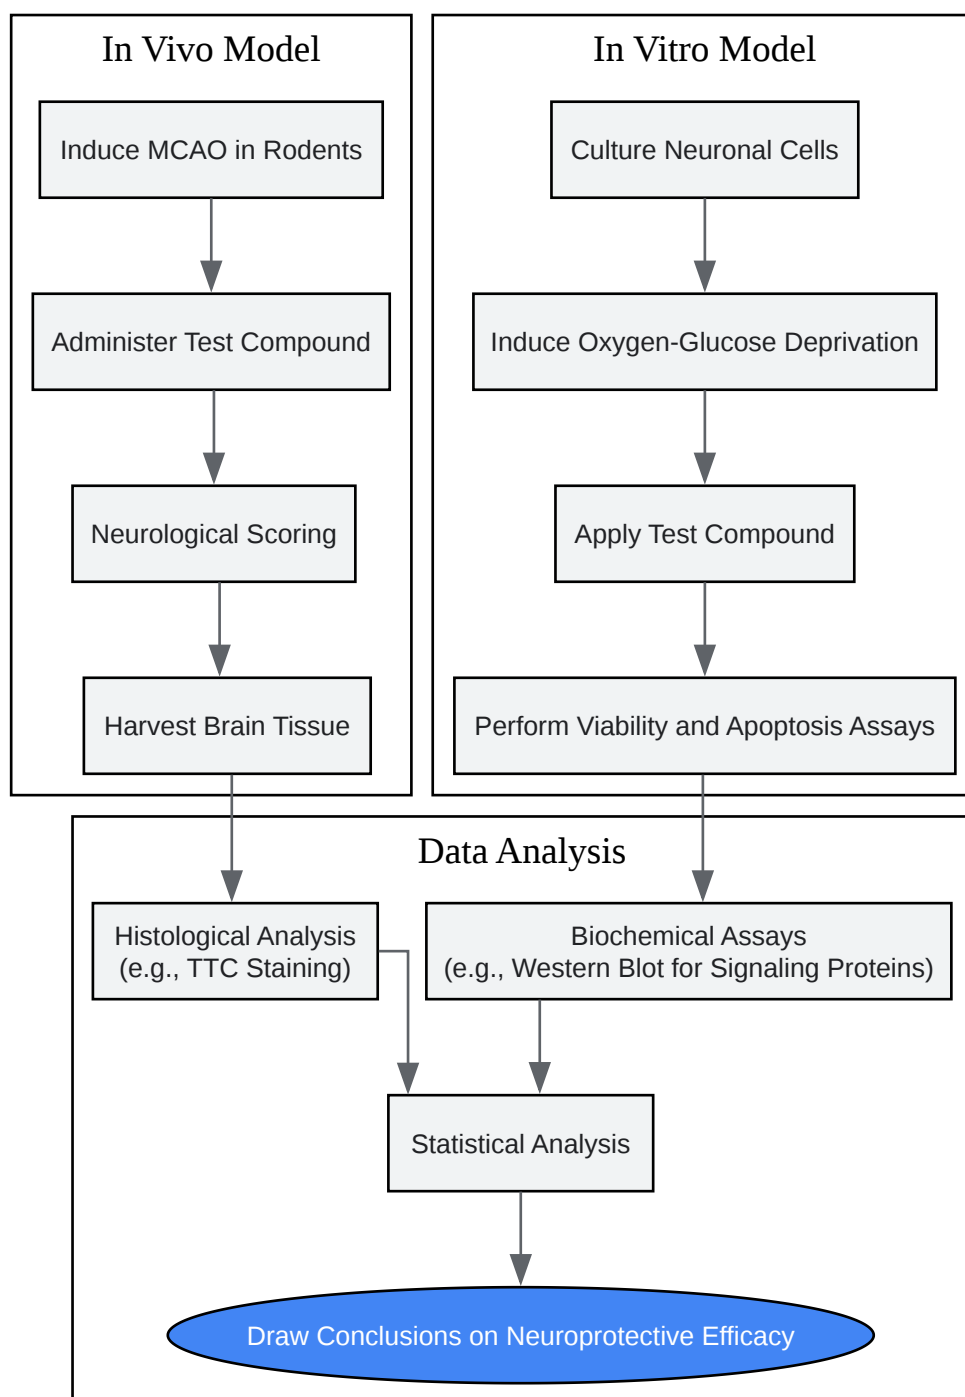 In Vivo Model
Induce MCAO in Rodents
Administer Test Compound
Neurological Scoring
Harvest Brain Tissue
In Vitro Model
Culture Neuronal Cells
Induce Oxygen-Glucose Deprivation
Apply Test Compound
Perform Viability and Apoptosis Assays
Data Analysis
Histological Analysis
(e.g., TTC Staining)
Biochemical Assays
(e.g., Western Blot for Signaling Proteins)
Statistical Analysis
Draw Conclusions on Neuroprotective Efficacy